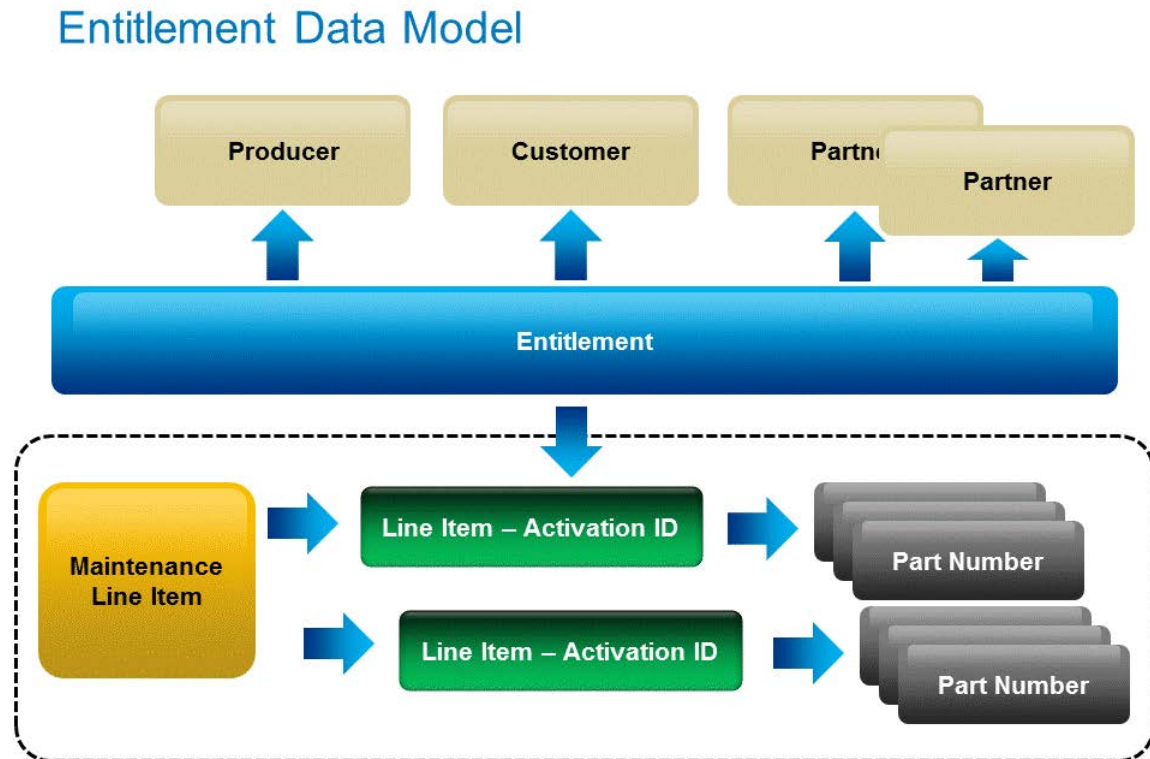 Entitlement Data Model
Producer
Customer
Partne
Partner
Entitlement
Maintenance
Line Item
Line Item – Activation ID
Part Number
Line Item – Activation ID
Part Number